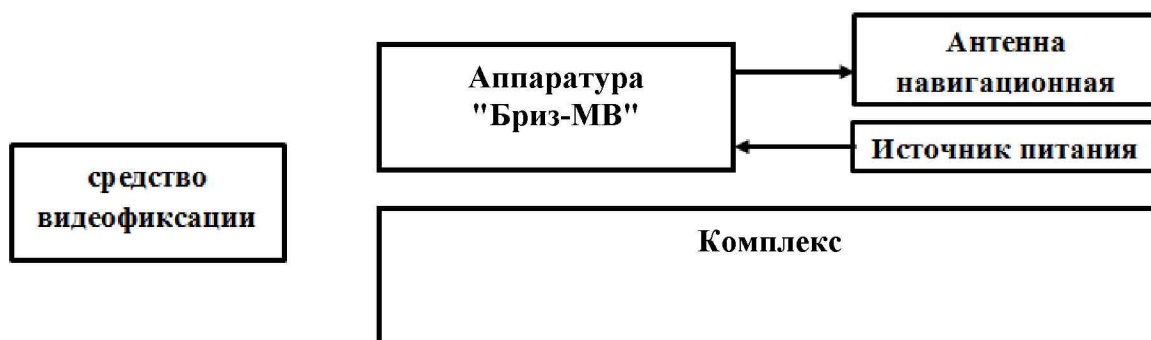 Антенна
навигационная
Аппаратура
"Бриз-МВ"
Источник питания
средство
видеофиксации
Комплекс